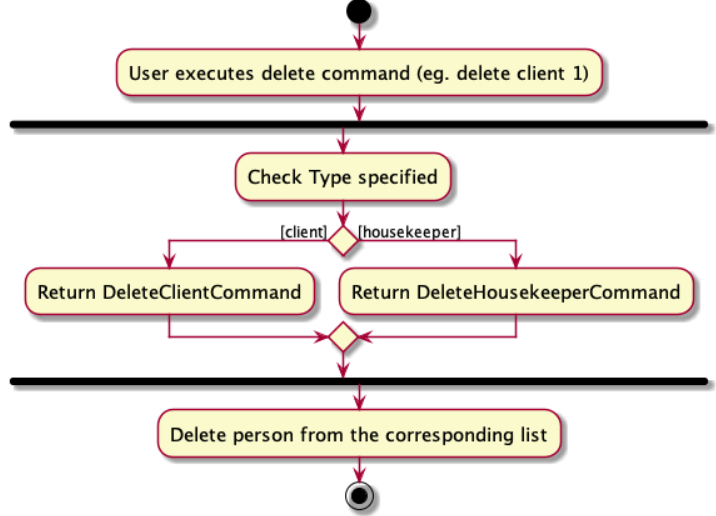 User executes delete command (eg. delete client 1)
Check Type specified
[client]
[housekeeper]
Return DeleteClientCommand
Return DeleteHousekeeperCommand
Delete person from the corresponding list